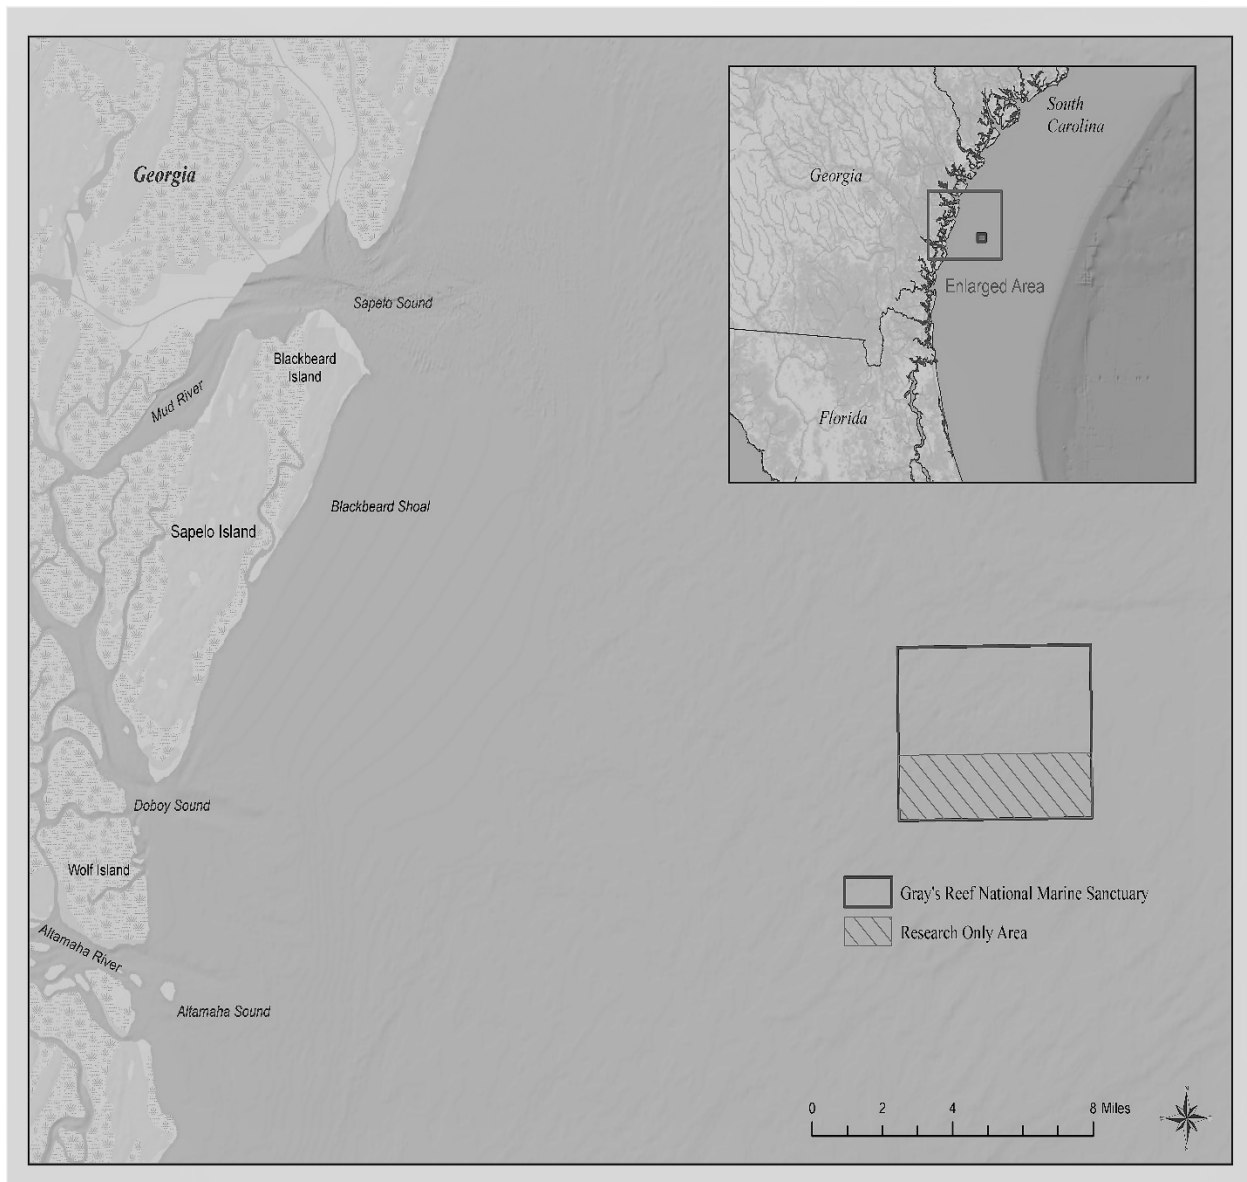 South
Carolina
Georgia
Georgia
Enlarged Area
Sapelo Sound
Blackbeard
Island
Mud River
Florida
Blackbeard Shoal
Sapelo Island
Doboy Sound
Wolf Island
Gray's Reef National Marine Sanctuary
Research Only Area
Altamaha River
Altamaha Sound
0 2 4 8 Miles